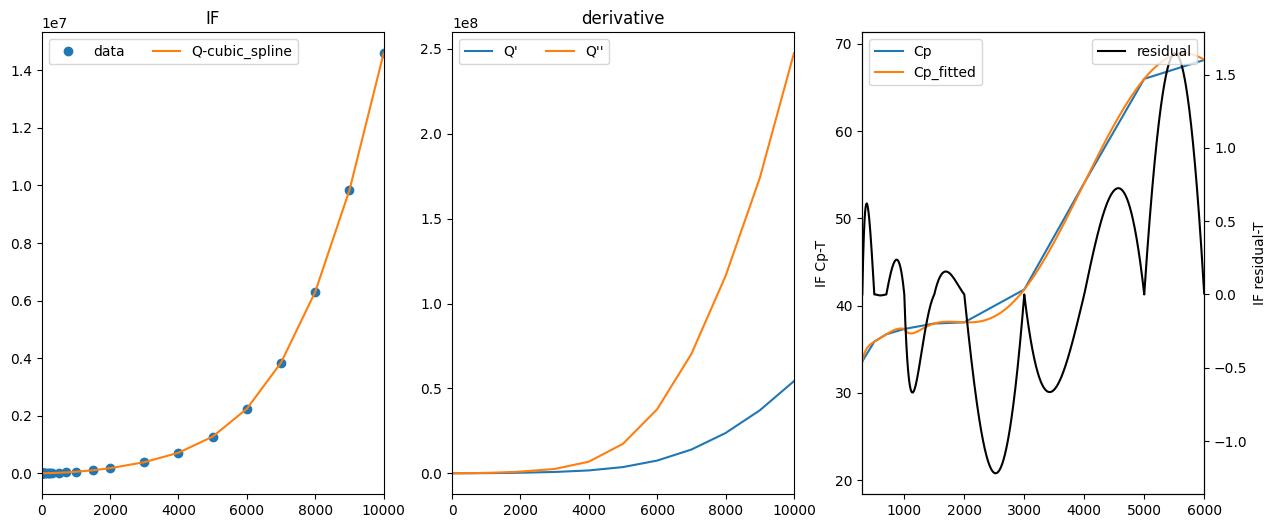 IF
1e7
data
Q-cubic_spline
1.4
1.2
1.0
0.8
0.6
0.4
0.2
0.0
0 2000 4000 6000 8000 10000
derivative
1e8
Q'
Q''
2.5
2.0
1.5
1.0
0.5
0.0
0 2000 4000 6000 8000 10000
Cp
Cp_fitted
residual
IF Cp-T
70
60
50
40
30
20
1000 2000 3000 4000 5000 6000
1.5
1.0
0.5
0.0
−0.5
−1.0
IF residual-T